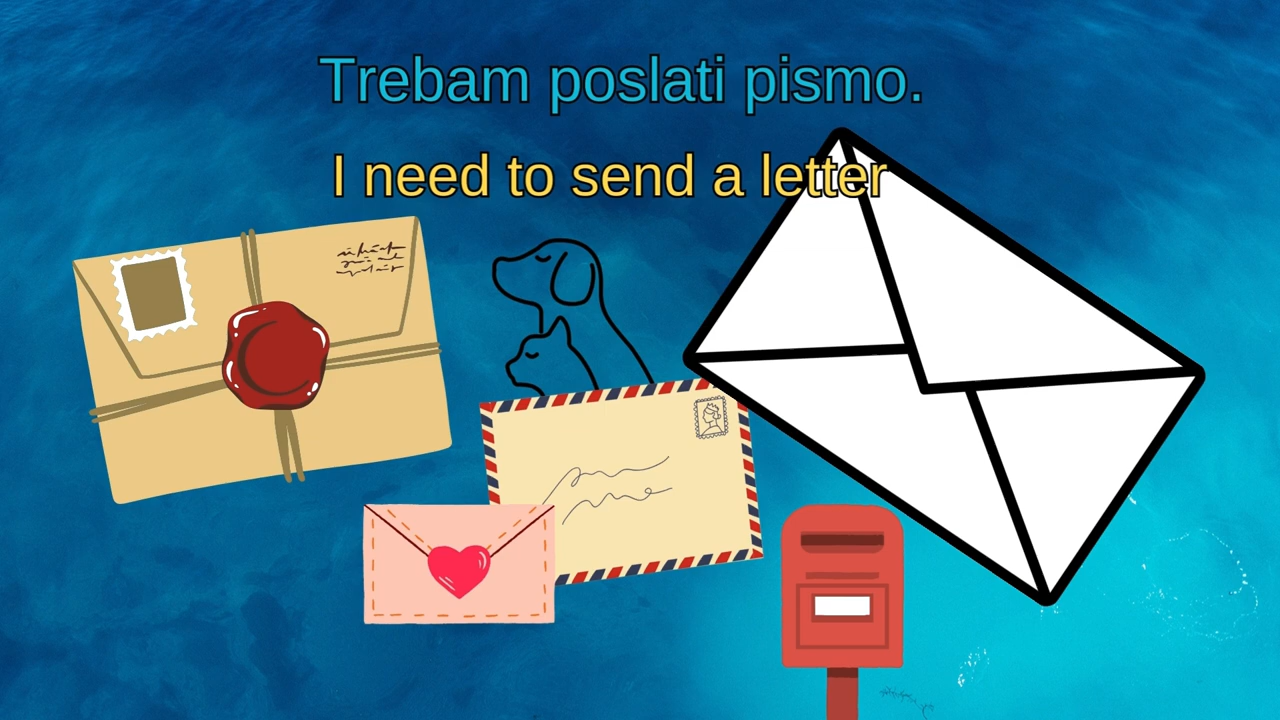 Trebam poslati pismo.
I need to send a letter